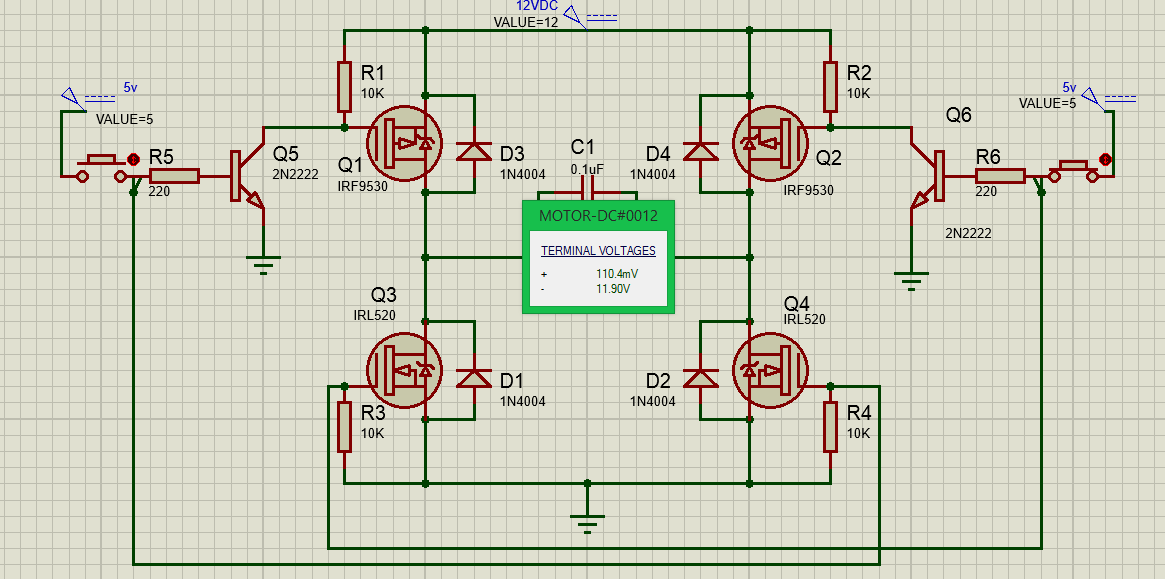 12VDC
VALUE=12
5v
VALUE=5
R1
10K
R2
10K
5v
VALUE=5
Q6
R5
220
Q5
2N2222
Q1
IRF9530
D3
1N4004
C1
0.1uF
D4
1N4004
Q2
IRF9530
R6
220
2N2222
MOTOR-DC#0012
TERMINAL VOLTAGES
+ 110.4mV
- 11.90V
Q3
IRL520
Q4
IRL520
D1
1N4004
D2
1N4004
R3
10K
R4
10K